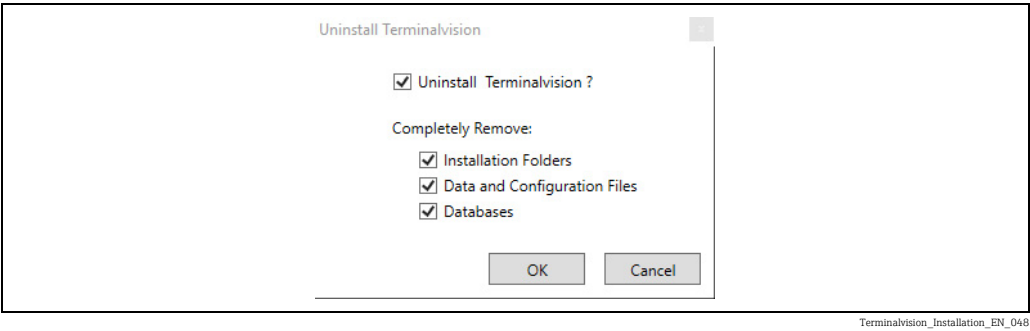 Uninstall Terminalvision
Uninstall Terminalvision ?
Completely Remove:
Installation Folders
Data and Configuration Files
Databases
OK Cancel
Terminalvision_Installation_EN_048